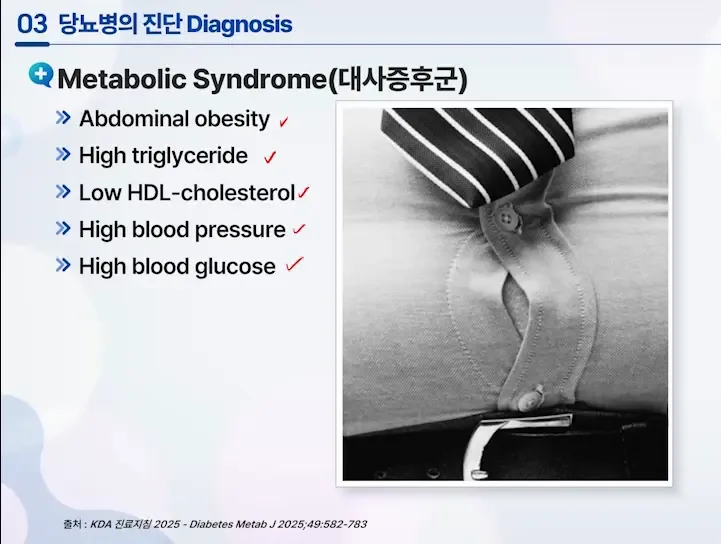 03 당뇨병의 진단 Diagnosis
Metabolic Syndrome(대사증후군)
Abdominal obesity
High triglyceride
Low HDL-cholesterol
High blood pressure
High blood glucose
출처 : KDA 진료지침 2025 - Diabetes Metab J 2025;49:582-783